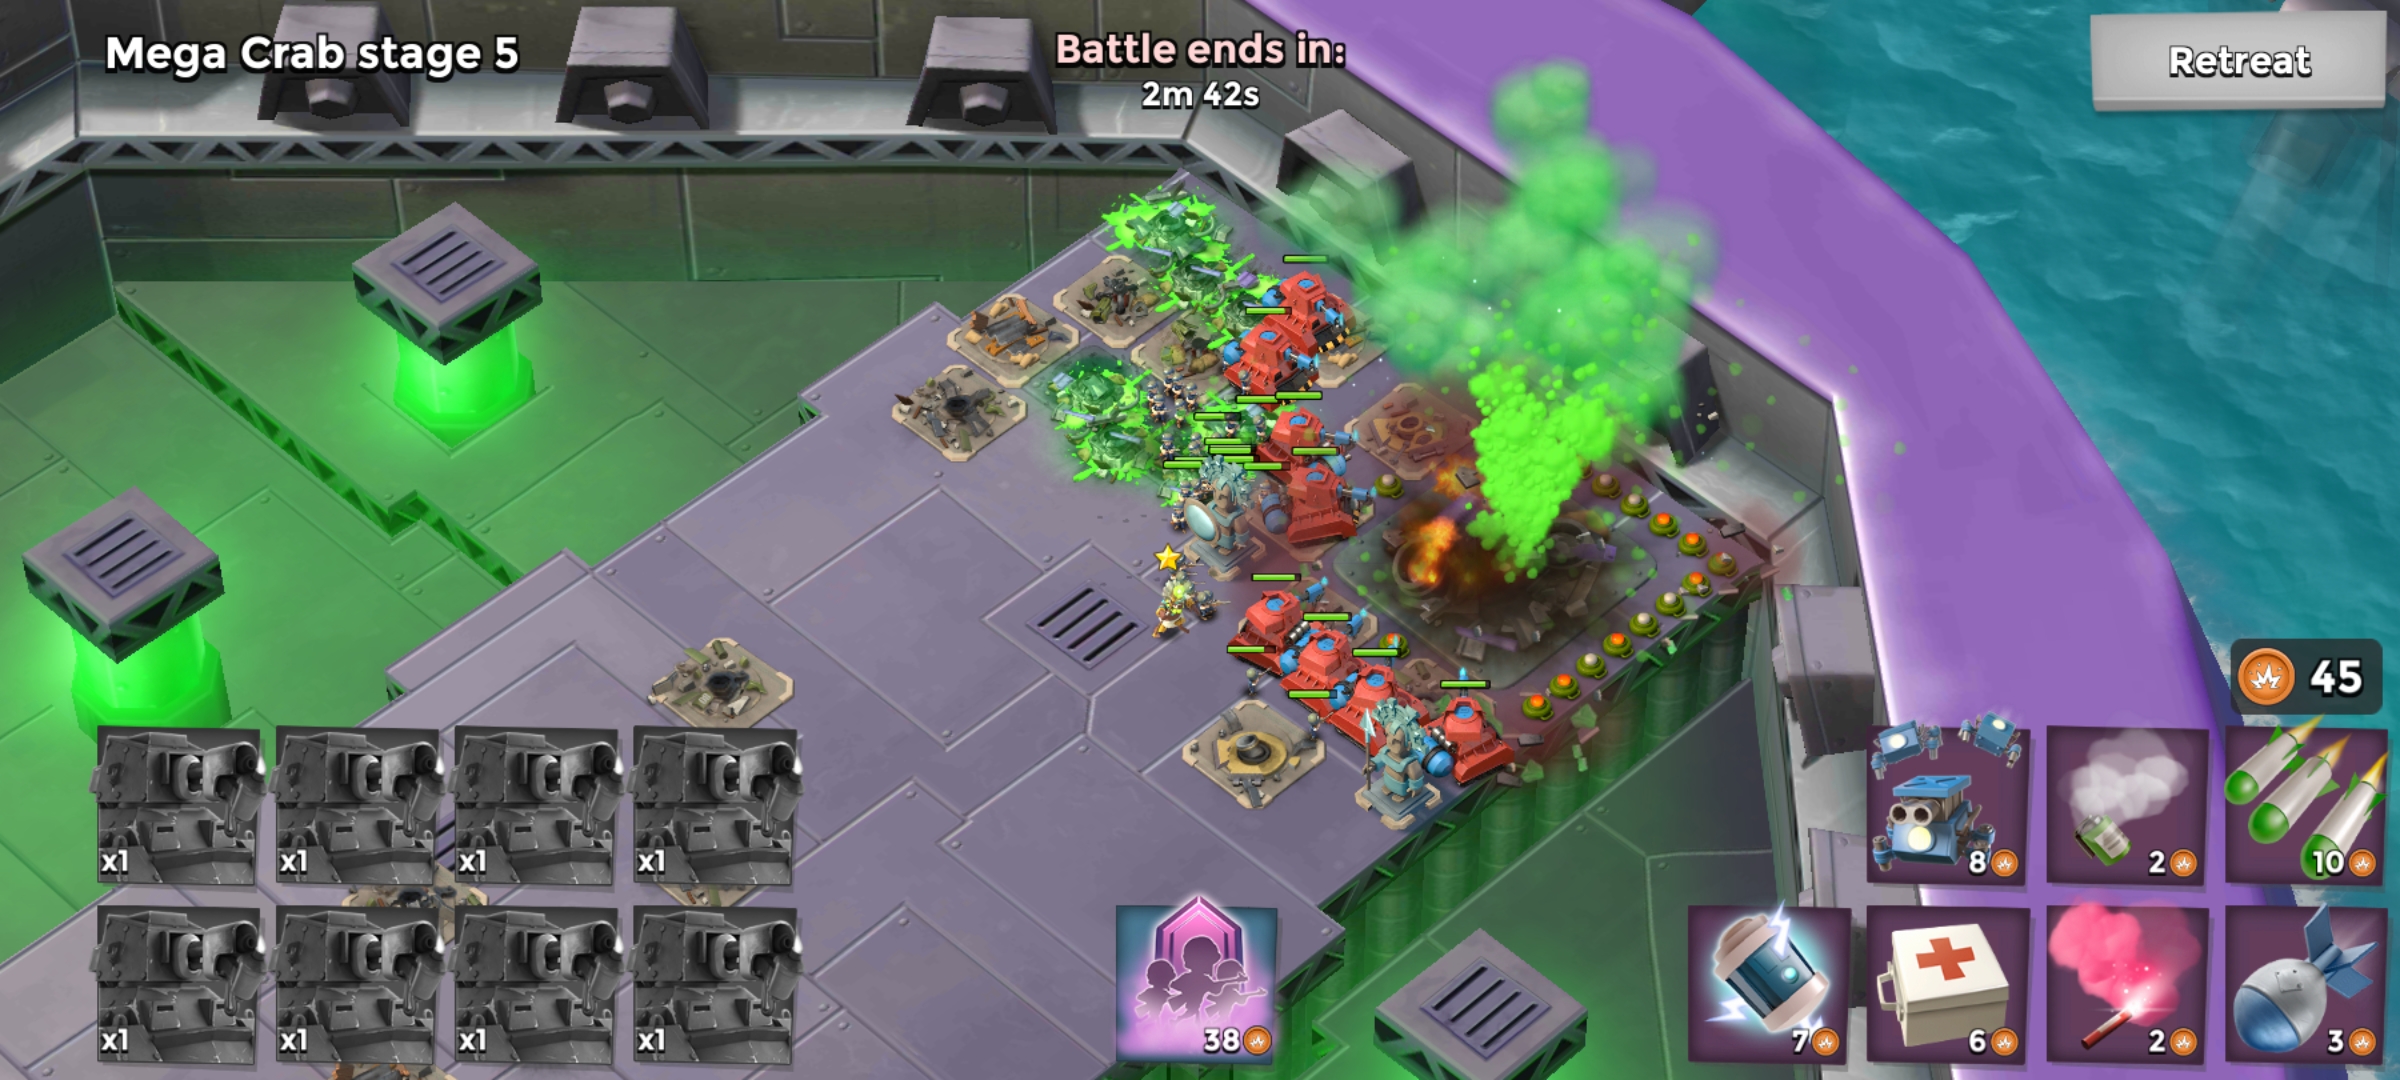 Mega Crab stage 5
Battle ends in:
2m 42s
Retreat
45
x1 x1 x1 x1
8 2 10
x1 x1 x1 x1
38
7 6 2 3